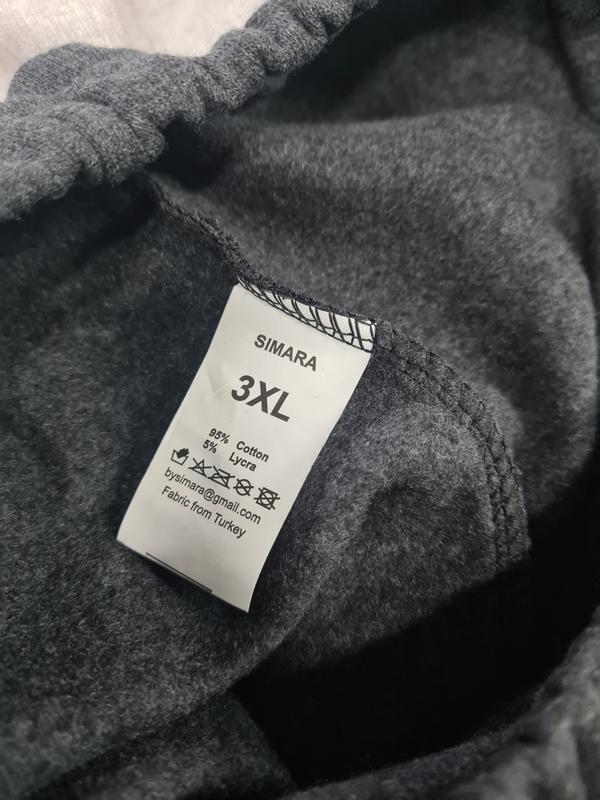 SIMARA
3XL
95% Cotton
5% Lycra
bysimara@gmail.com
Fabric from Turkey